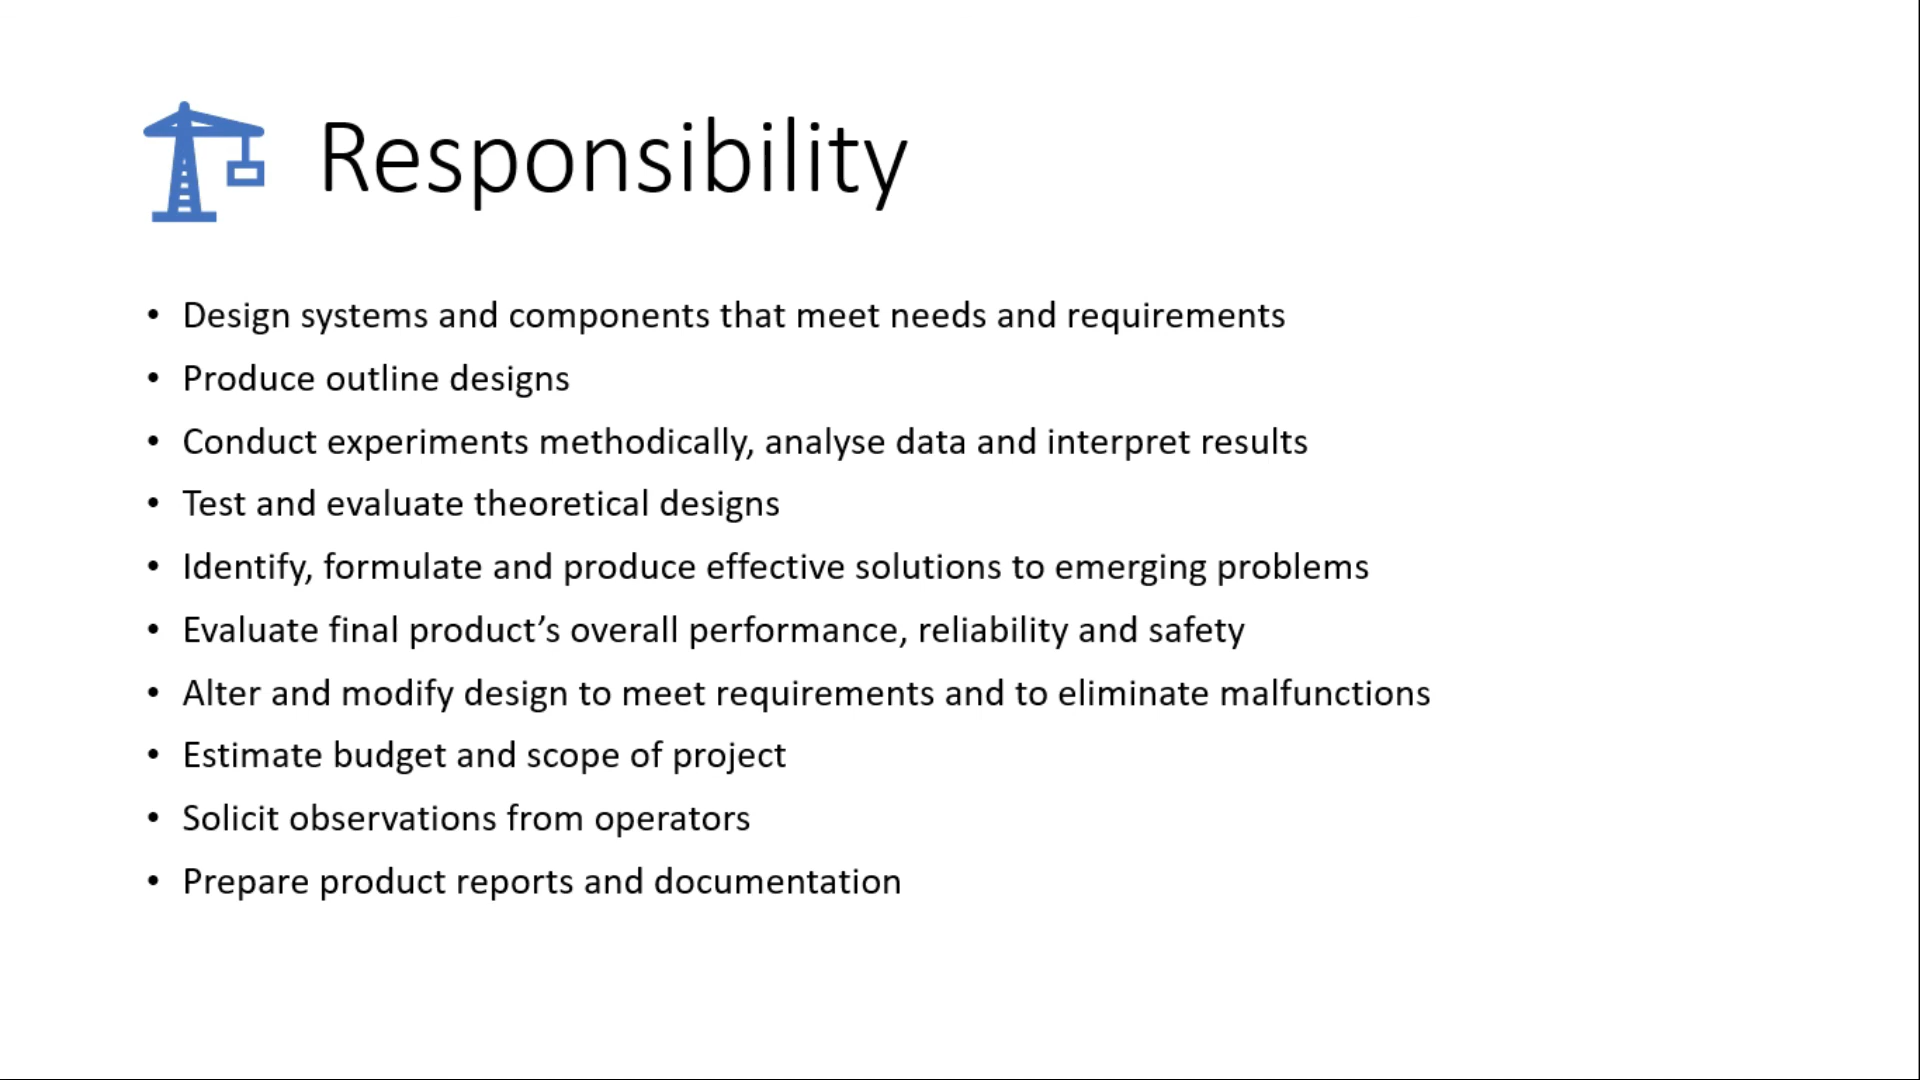 Responsibility
• Design systems and components that meet needs and requirements
• Produce outline designs
• Conduct experiments methodically, analyse data and interpret results
• Test and evaluate theoretical designs
• Identify, formulate and produce effective solutions to emerging problems
• Evaluate final product’s overall performance, reliability and safety
• Alter and modify design to meet requirements and to eliminate malfunctions
• Estimate budget and scope of project
• Solicit observations from operators
• Prepare product reports and documentation